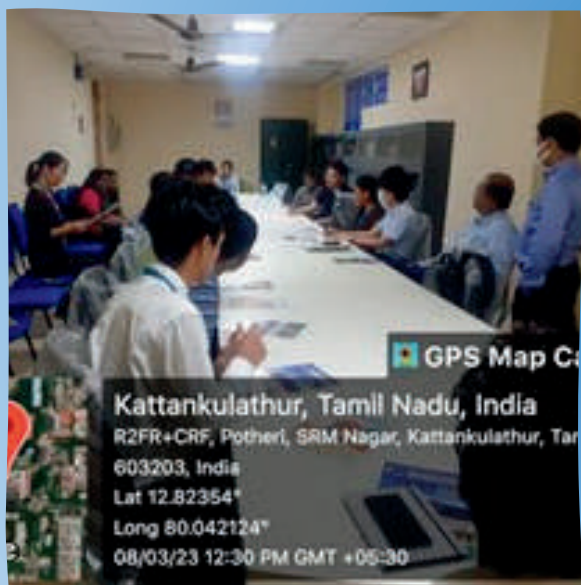 GPS Map Ca
Kattankulathur, Tamil Nadu, India
R2FR+CRF, Potheri, SRM Nagar, Kattankulathur, Tam
603203, India
Lat 12.82354°
Long 80.042124°
08/03/23 12:30 PM GMT +05:30
e